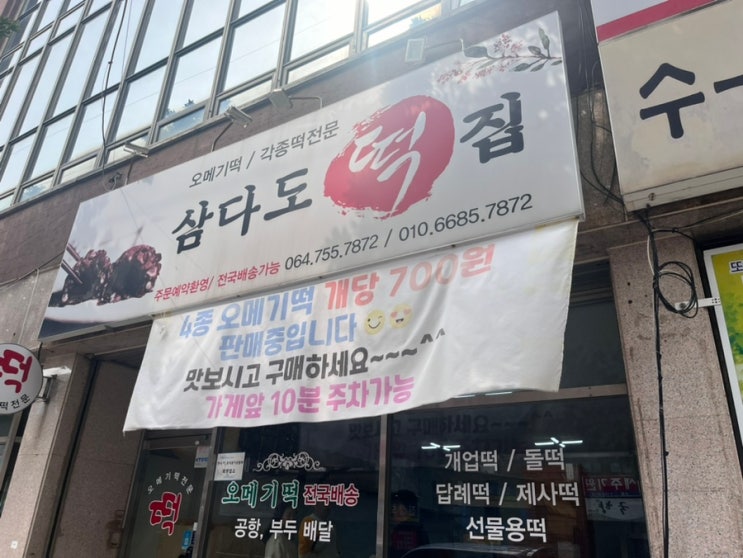 오메기떡 / 각종떡전문
삼다도 떡집
주문예약환영/ 전국배송가능 064.755.7872 / 010.6685.7872
4종 오메기떡 개당 700원
판매중입니다
맛보시고 구매하세요~~~^^
가게앞 10분 주차가능
떡
떡전문
수
오메기떡전문
떡
오메기떡 전국배송
공항, 부두 배달
개업떡 / 돌떡
답례떡 / 제사떡
선물용떡